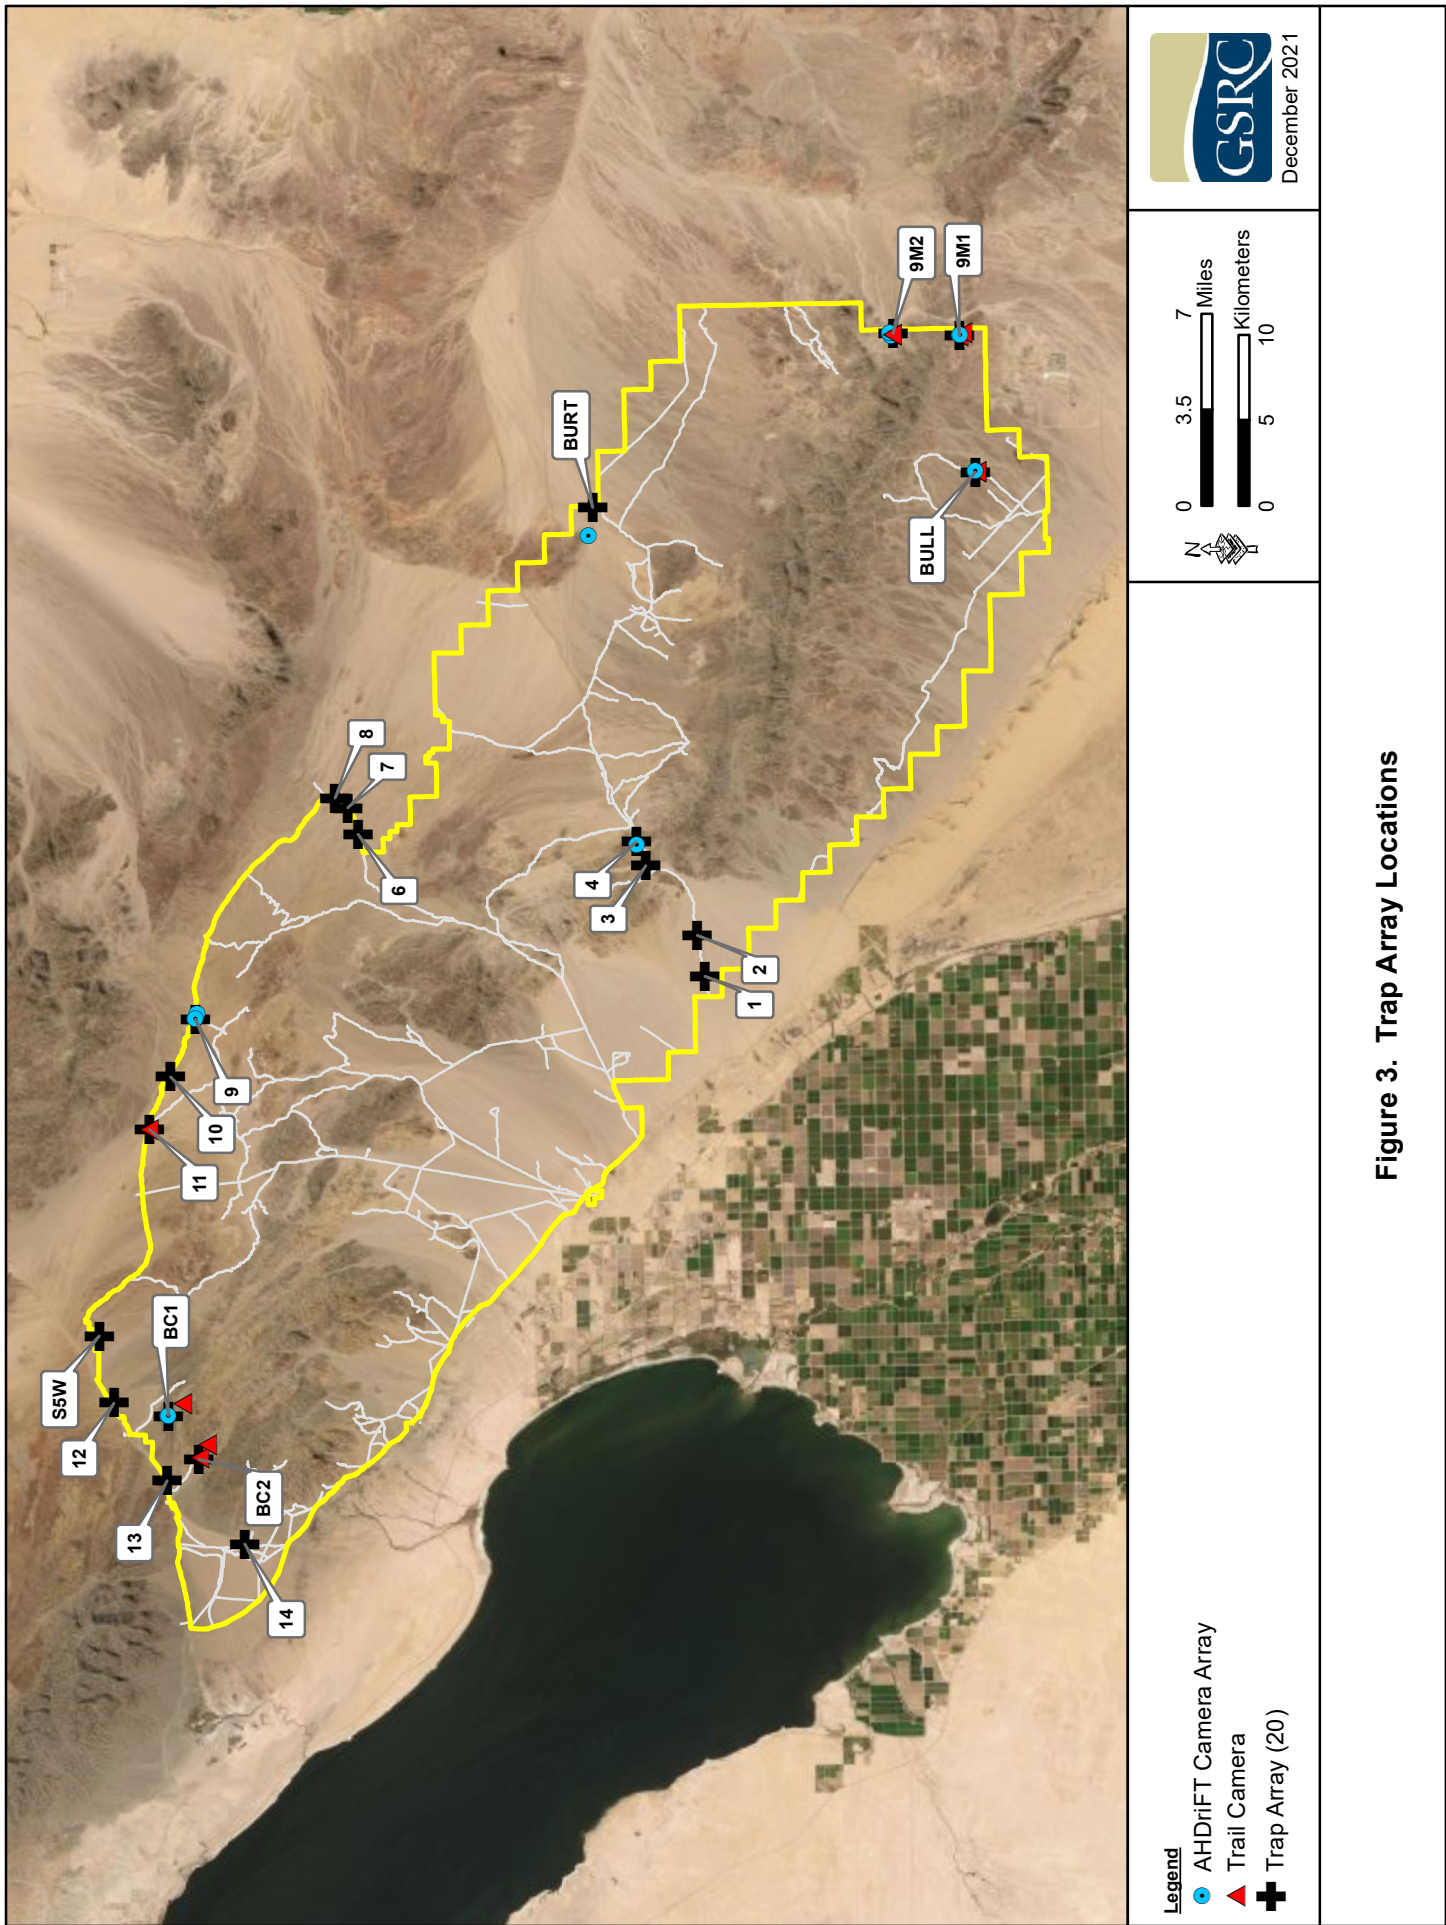 S5W
12
13
BC1
BC2
14
11
10
9
8
7
6
4
3
2
1
BURT
BULL
9M2
9M1
Legend
AHDriFT Camera Array
Trail Camera
Trap Array (20)
N
0 3.5 7
Miles
0 5 10
Kilometers
GSRC
December 2021
Figure 3. Trap Array Locations